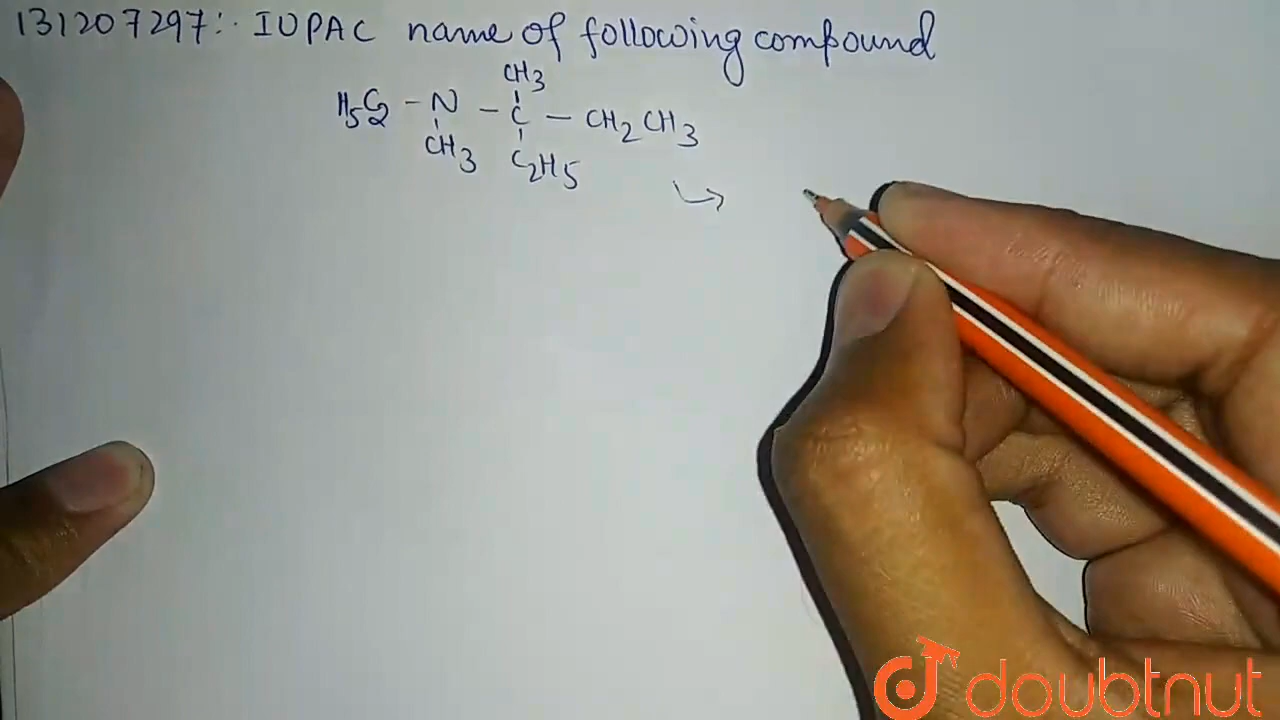 131207297:- IUPAC name of following compound
CH3
H5C2 - N - C - CH2CH3
CH3 C2H5
doubtnut